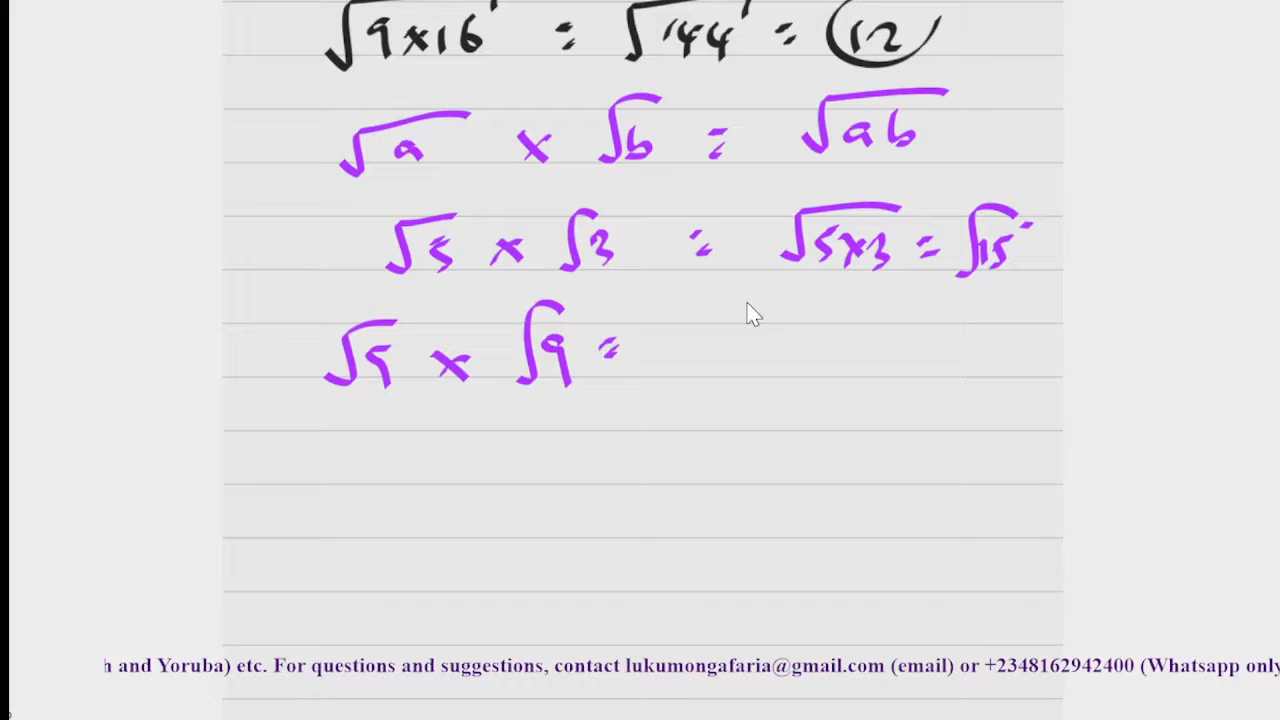 √9×16 = √144 = 12
√a × √b = √ab
√5 × √3 = √5×3 = √15
√9 × √9 =
h and Yoruba) etc. For questions and suggestions, contact lukumongafaria@gmail.com (email) or +2348162942400 (Whatsapp only